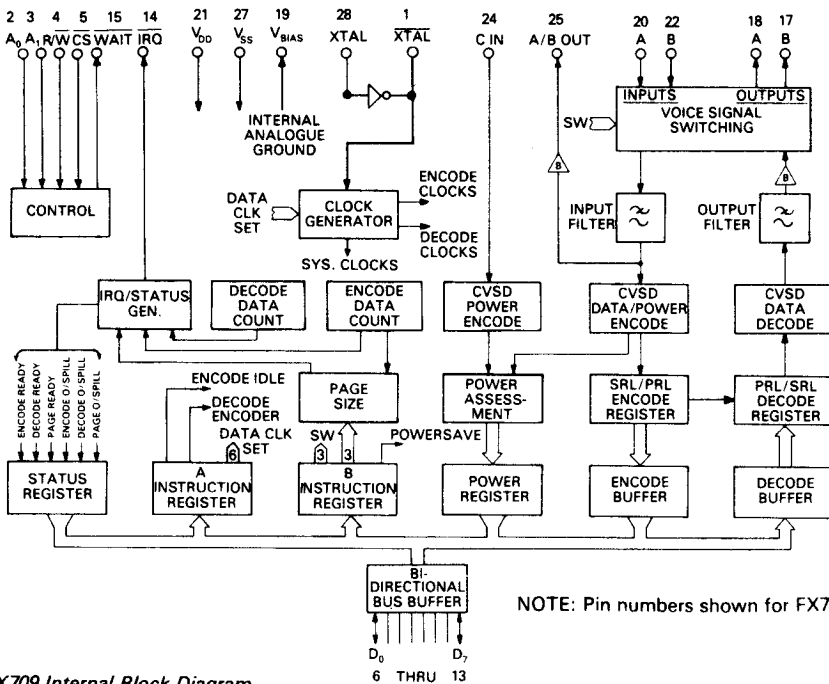 2 3 4 5 15 14 21 27 19 28 1 24 25 20 22 18 17
A0 A1 R/W CS WAIT IRQ VDD VSS VBIAS XTAL XTAL C IN A/B OUT A B A B
INTERNAL
ANALOGUE
GROUND
INPUTS OUTPUTS
VOICE SIGNAL
SWITCHING
SW
B
B
CONTROL
DATA
CLK
SET
CLOCK
GENERATOR
ENCODE
CLOCKS
DECODE
CLOCKS
SYS. CLOCKS
INPUT
FILTER
OUTPUT
FILTER
IRQ/STATUS
GEN.
DECODE
DATA
COUNT
ENCODE
DATA
COUNT
CVSD
POWER
ENCODE
CVSD
DATA/POWER
ENCODE
CVSD
DATA
DECODE
ENCODE READY
DECODE READY
PAGE READY
ENCODE O/SPILL
DECODE O/SPILL
PAGE O/SPILL
ENCODE IDLE
DECODE
ENCODER
DATA CLK
SET
6
PAGE
SIZE
SW
3
3
POWERSAVE
POWER
ASSESS-
MENT
SRL/PRL
ENCODE
REGISTER
PRL/SRL
DECODE
REGISTER
STATUS
REGISTER
A
INSTRUCTION
REGISTER
B
INSTRUCTION
REGISTER
POWER
REGISTER
ENCODE
BUFFER
DECODE
BUFFER
BI-
DIRECTIONAL
BUS BUFFER
NOTE: Pin numbers shown for FX7
D0 D7
6 THRU 13
X709 Internal Block Diagram